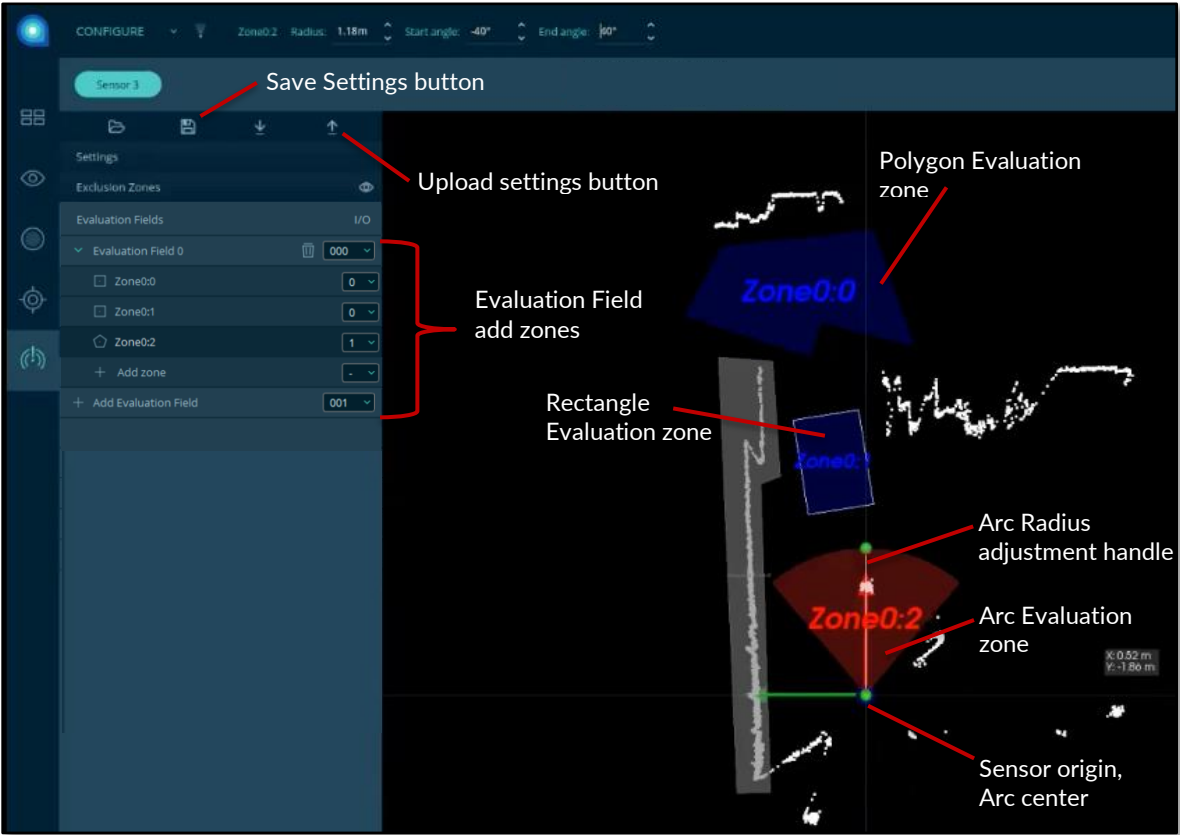 CONFIGURE Zone0:2 Radius: 1.18m Start angle: -40° End angle: 60°
Sensor 3
Save Settings button
Upload settings button
Settings
Exclusion Zones
Evaluation Fields I/O
Evaluation Field 0 000
Zone0:0 0
Zone0:1 0
Zone0:2 1
Add zone -
Add Evaluation Field 001
Evaluation Field
add zones
Polygon Evaluation
zone
Zone0:0
Rectangle
Evaluation zone
Zone0:1
Arc Radius
adjustment handle
Zone0:2
Arc Evaluation
zone
X: 0.52 m
Y: -1.86 m
Sensor origin,
Arc center